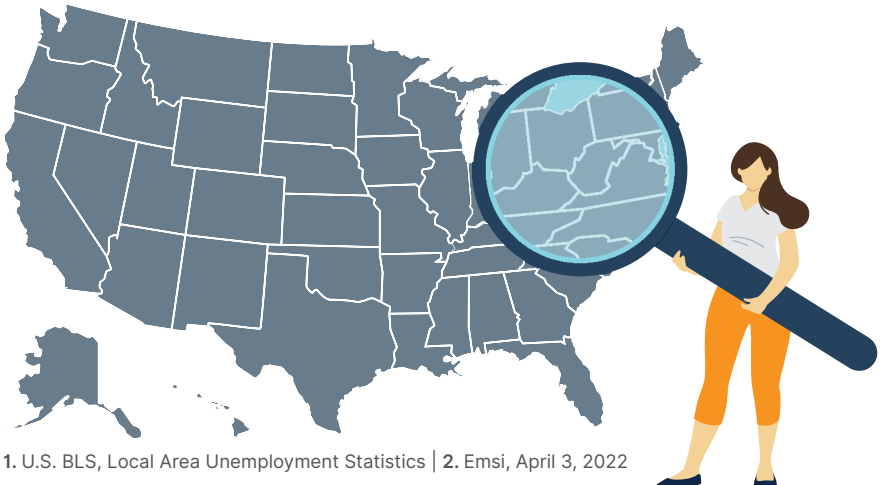 1. U.S. BLS, Local Area Unemployment Statistics | 2. Emsi, April 3, 2022